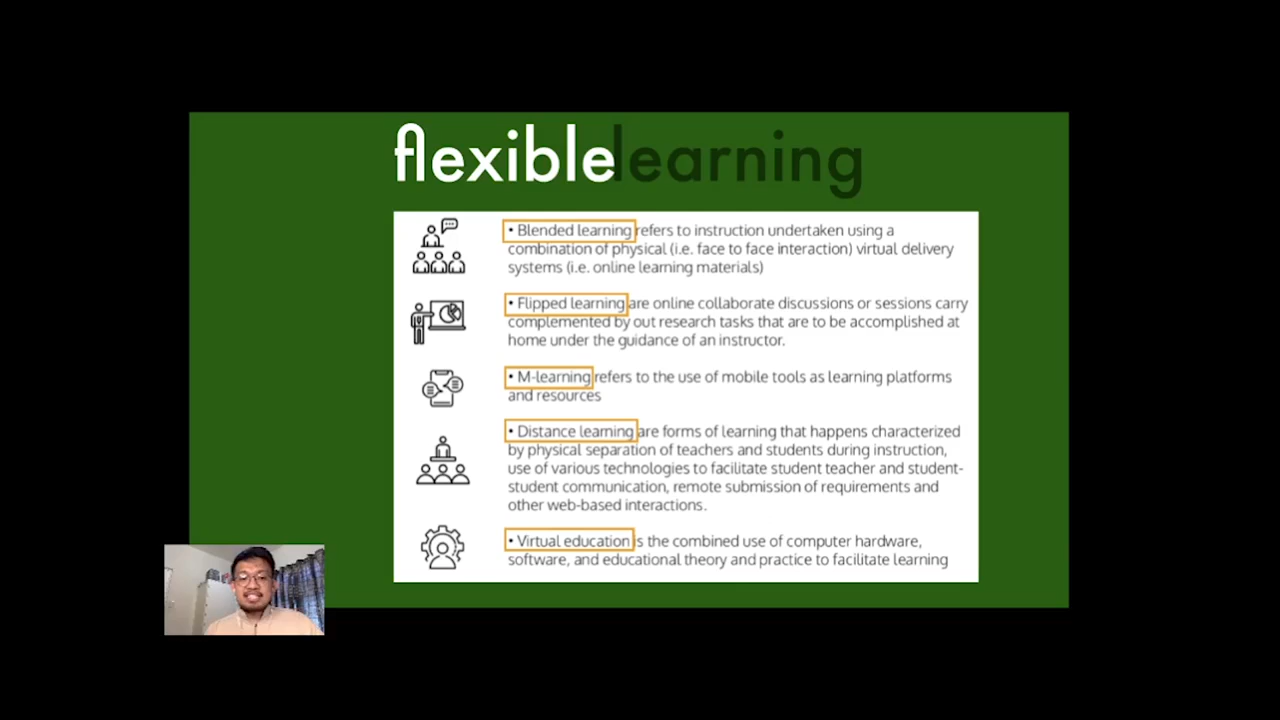 flexiblelearning
• Blended learning refers to instruction undertaken using a
combination of physical (i.e. face to face interaction) virtual delivery
systems (i.e. online learning materials)
• Flipped learning are online collaborate discussions or sessions carry
complemented by out research tasks that are to be accomplished at
home under the guidance of an instructor.
• M-learning refers to the use of mobile tools as learning platforms
and resources
• Distance learning are forms of learning that happens characterized
by physical separation of teachers and students during instruction,
use of various technologies to facilitate student teacher and student-
student communication, remote submission of requirements and
other web-based interactions.
• Virtual education is the combined use of computer hardware,
software, and educational theory and practice to facilitate learning